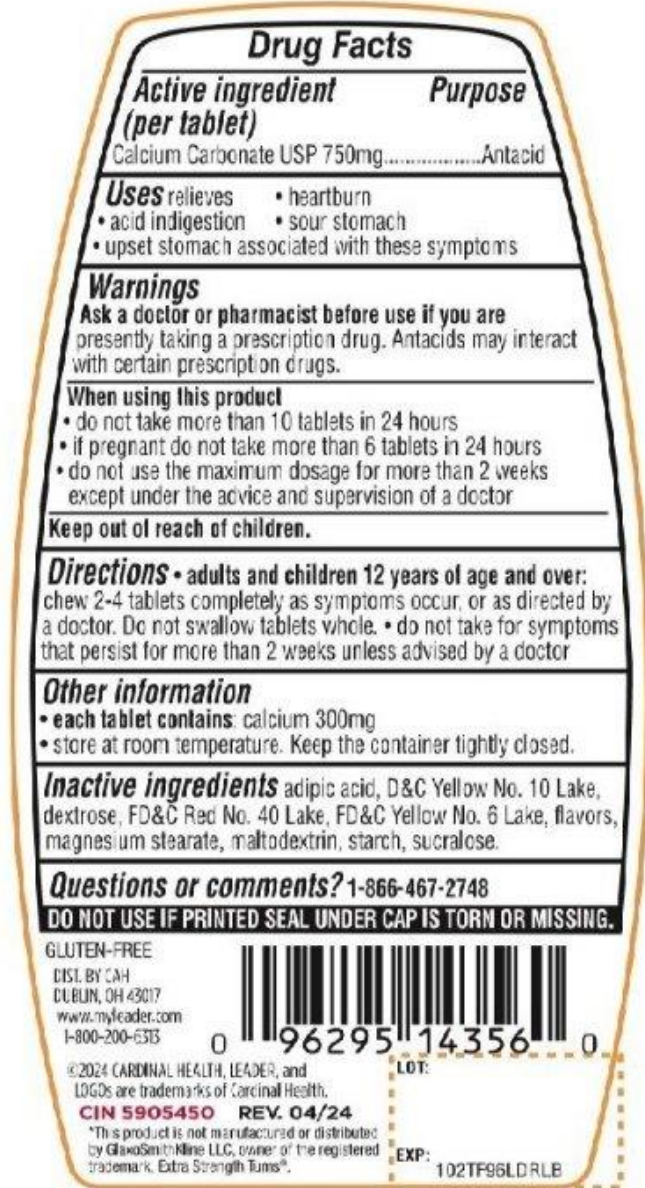 Drug Facts
Active ingredient Purpose
(per tablet)
Calcium Carbonate USP 750mg...................Antacid
Uses relieves • heartburn
• acid indigestion • sour stomach
• upset stomach associated with these symptoms
Warnings
Ask a doctor or pharmacist before use if you are
presently taking a prescription drug. Antacids may interact
with certain prescription drugs.
When using this product
• do not take more than 10 tablets in 24 hours
• if pregnant do not take more than 6 tablets in 24 hours
• do not use the maximum dosage for more than 2 weeks
except under the advice and supervision of a doctor
Keep out of reach of children.
Directions • adults and children 12 years of age and over:
chew 2-4 tablets completely as symptoms occur, or as directed by
a doctor. Do not swallow tablets whole. • do not take for symptoms
that persist for more than 2 weeks unless advised by a doctor
Other information
• each tablet contains: calcium 300mg
• store at room temperature. Keep the container tightly closed.
Inactive ingredients adipic acid, D&C Yellow No. 10 Lake,
dextrose, FD&C Red No. 40 Lake, FD&C Yellow No. 6 Lake, flavors,
magnesium stearate, maltodextrin, starch, sucralose.
Questions or comments? 1-866-467-2748
DO NOT USE IF PRINTED SEAL UNDER CAP IS TORN OR MISSING.
GLUTEN-FREE
DIST. BY CAH
DUBLIN, OH 43017
www.myleader.com
1-800-200-6313
0 96295 14356 0
©2024 CARDINAL HEALTH, LEADER, and
LOGOs are trademarks of Cardinal Health.
CIN 5905450 REV. 04/24
*This product is not manufactured or distributed
by GlaxoSmithKline LLC, owner of the registered
trademark, Extra Strength Tums®.
LOT:
EXP:
102TF96LDRLB